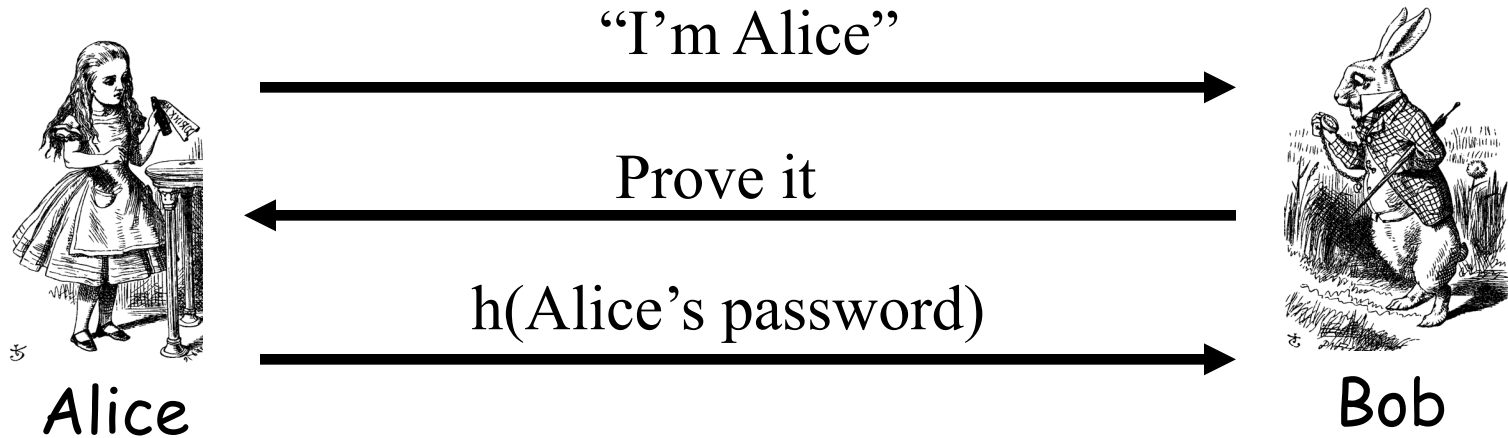 “I’m Alice”
Prove it
h(Alice’s password)
Alice
Bob